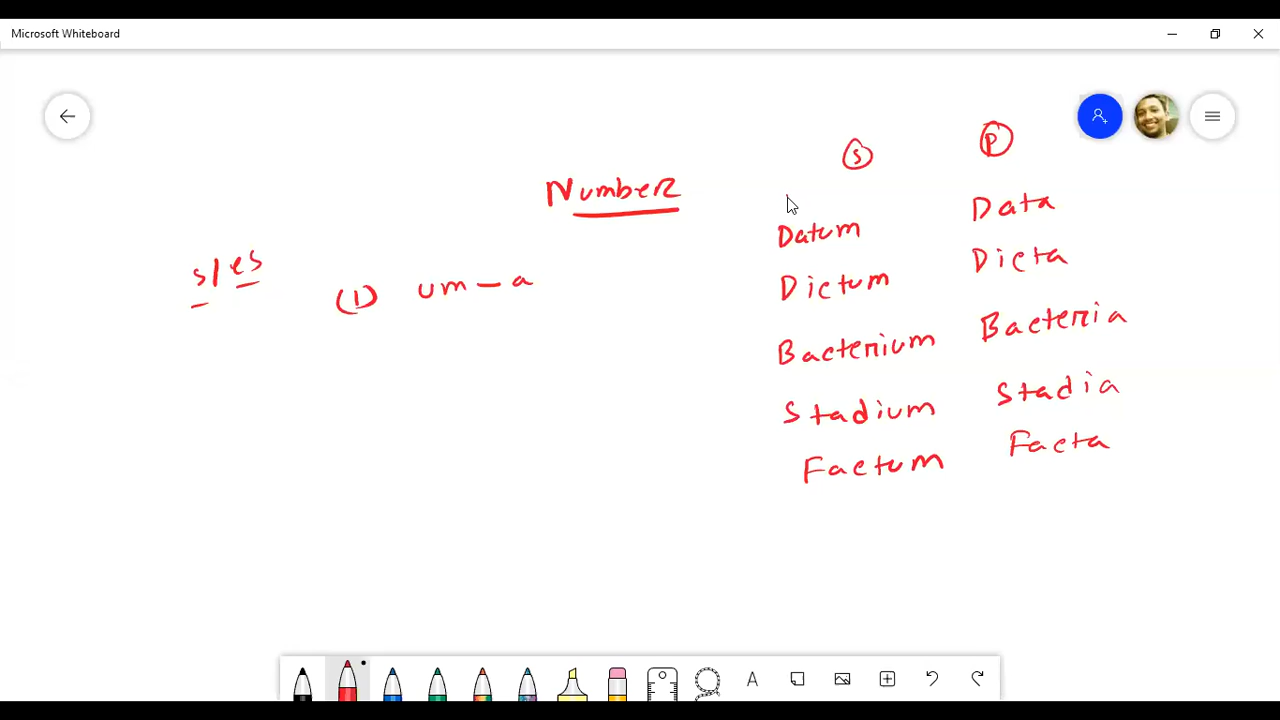 Microsoft Whiteboard
S P
Number
Datum Data
Dictum Dicta
s/es
(1) um - a
Bacterium Bacteria
Stadium Stadia
Factum Facta
A